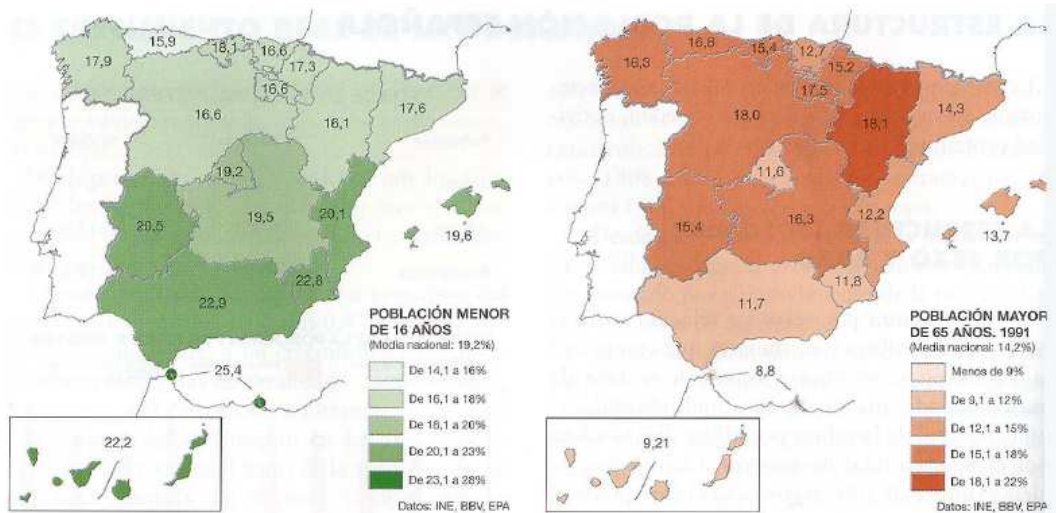 ESTRUCTURA DE LA
15,9
18,1
16,6
17,9
17,3
16,6
17,6
16,6
16,1
19,2
19,5
20,1
20,5
19,6
22,8
22,9
25,4
22,2
POBLACIÓN MENOR
DE 16 AÑOS
(Media nacional: 19,2%)
De 14,1 a 16%
De 16,1 a 18%
De 18,1 a 20%
De 20,1 a 23%
De 23,1 a 28%
Datos: INE, BBV, EPA
16,6
15,4
12,7
16,3
15,2
17,5
14,3
18,0
18,1
11,6
16,3
12,2
15,4
13,7
11,8
11,7
8,8
9,21
POBLACIÓN MAYOR
DE 65 AÑOS. 1991
(Media nacional: 14,2%)
Menos de 9%
De 9,1 a 12%
De 12,1 a 15%
De 15,1 a 18%
De 18,1 a 22%
Datos: INE, BBV, EPA